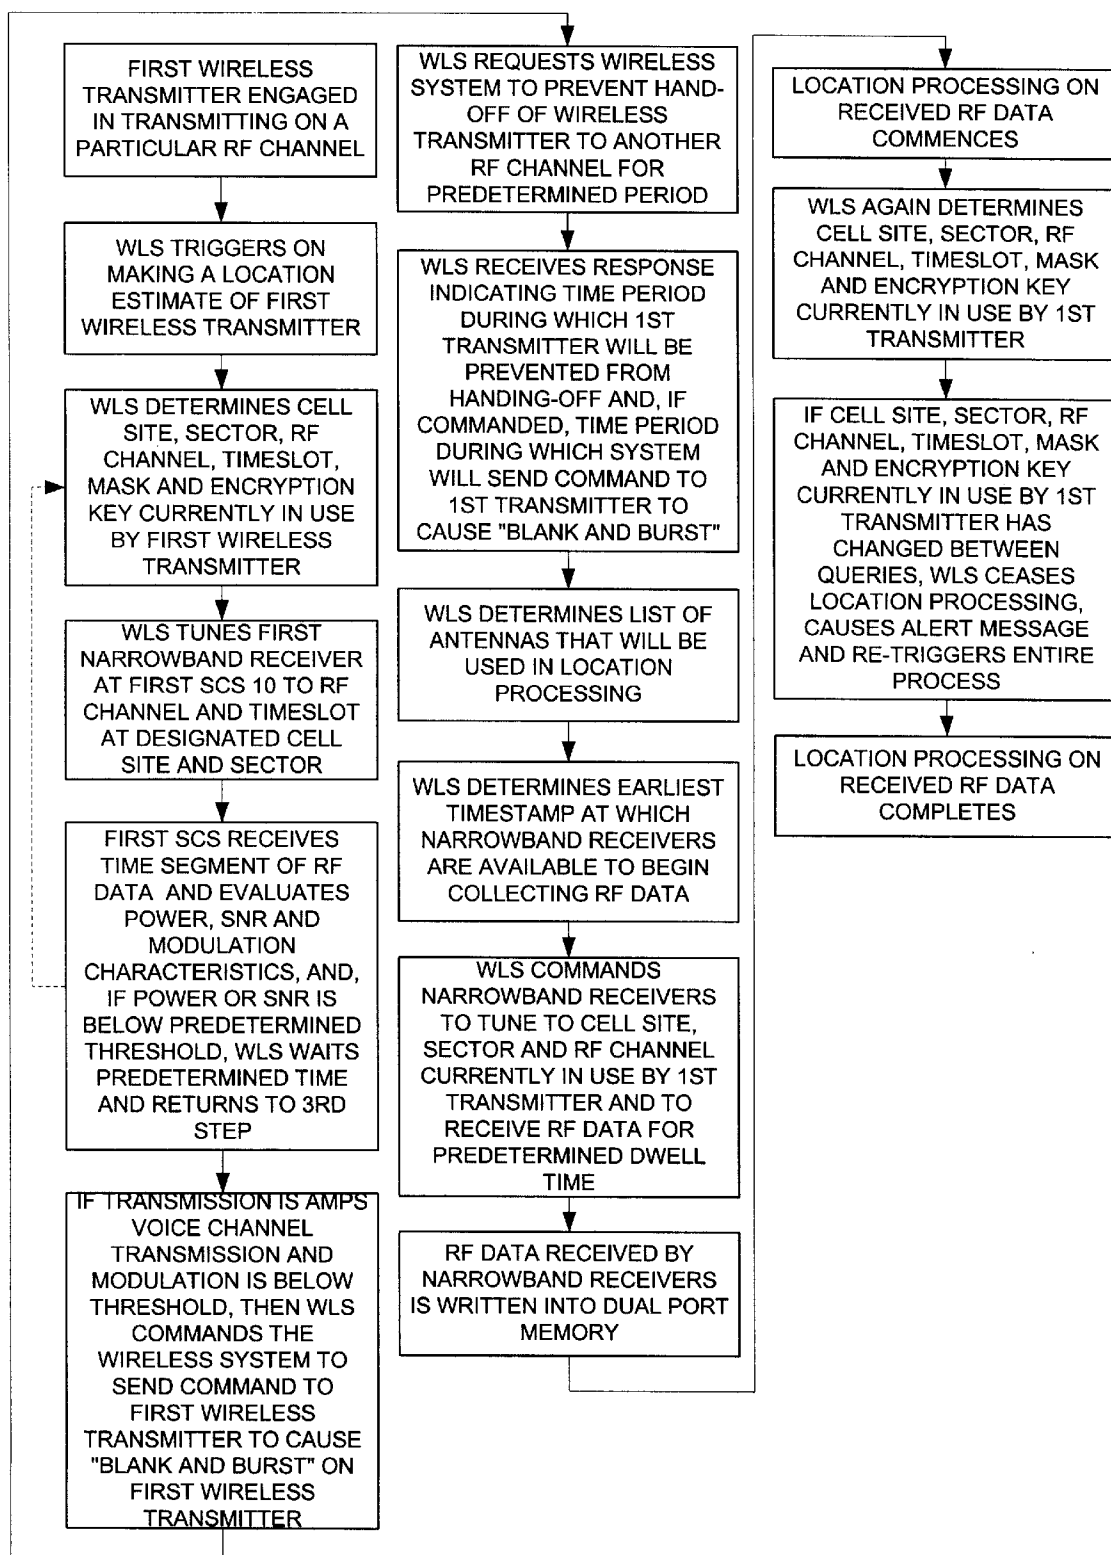 FIRST WIRELESS
TRANSMITTER ENGAGED
IN TRANSMITTING ON A
PARTICULAR RF CHANNEL
WLS TRIGGERS ON
MAKING A LOCATION
ESTIMATE OF FIRST
WIRELESS TRANSMITTER
WLS DETERMINES CELL
SITE, SECTOR, RF
CHANNEL, TIMESLOT,
MASK AND ENCRYPTION
KEY CURRENTLY IN USE
BY FIRST WIRELESS
TRANSMITTER
WLS TUNES FIRST
NARROWBAND RECEIVER
AT FIRST SCS 10 TO RF
CHANNEL AND TIMESLOT
AT DESIGNATED CELL
SITE AND SECTOR
FIRST SCS RECEIVES
TIME SEGMENT OF RF
DATA AND EVALUATES
POWER, SNR AND
MODULATION
CHARACTERISTICS, AND,
IF POWER OR SNR IS
BELOW PREDETERMINED
THRESHOLD, WLS WAITS
PREDETERMINED TIME
AND RETURNS TO 3RD
STEP
IF TRANSMISSION IS AMPS
VOICE CHANNEL
TRANSMISSION AND
MODULATION IS BELOW
THRESHOLD, THEN WLS
COMMANDS THE
WIRELESS SYSTEM TO
SEND COMMAND TO
FIRST WIRELESS
TRANSMITTER TO CAUSE
"BLANK AND BURST" ON
FIRST WIRELESS
TRANSMITTER
WLS REQUESTS WIRELESS
SYSTEM TO PREVENT HAND-
OFF OF WIRELESS
TRANSMITTER TO ANOTHER
RF CHANNEL FOR
PREDETERMINED PERIOD
WLS RECEIVES RESPONSE
INDICATING TIME PERIOD
DURING WHICH 1ST
TRANSMITTER WILL BE
PREVENTED FROM
HANDING-OFF AND, IF
COMMANDED, TIME PERIOD
DURING WHICH SYSTEM
WILL SEND COMMAND TO
1ST TRANSMITTER TO
CAUSE "BLANK AND BURST"
WLS DETERMINES LIST OF
ANTENNAS THAT WILL BE
USED IN LOCATION
PROCESSING
WLS DETERMINES EARLIEST
TIMESTAMP AT WHICH
NARROWBAND RECEIVERS
ARE AVAILABLE TO BEGIN
COLLECTING RF DATA
WLS COMMANDS
NARROWBAND RECEIVERS
TO TUNE TO CELL SITE,
SECTOR AND RF CHANNEL
CURRENTLY IN USE BY 1ST
TRANSMITTER AND TO
RECEIVE RF DATA FOR
PREDETERMINED DWELL
TIME
RF DATA RECEIVED BY
NARROWBAND RECEIVERS
IS WRITTEN INTO DUAL PORT
MEMORY
LOCATION PROCESSING ON
RECEIVED RF DATA
COMMENCES
WLS AGAIN DETERMINES
CELL SITE, SECTOR, RF
CHANNEL, TIMESLOT, MASK
AND ENCRYPTION KEY
CURRENTLY IN USE BY 1ST
TRANSMITTER
IF CELL SITE, SECTOR, RF
CHANNEL, TIMESLOT, MASK
AND ENCRYPTION KEY
CURRENTLY IN USE BY 1ST
TRANSMITTER HAS
CHANGED BETWEEN
QUERIES, WLS CEASES
LOCATION PROCESSING,
CAUSES ALERT MESSAGE
AND RE-TRIGGERS ENTIRE
PROCESS
LOCATION PROCESSING ON
RECEIVED RF DATA
COMPLETES